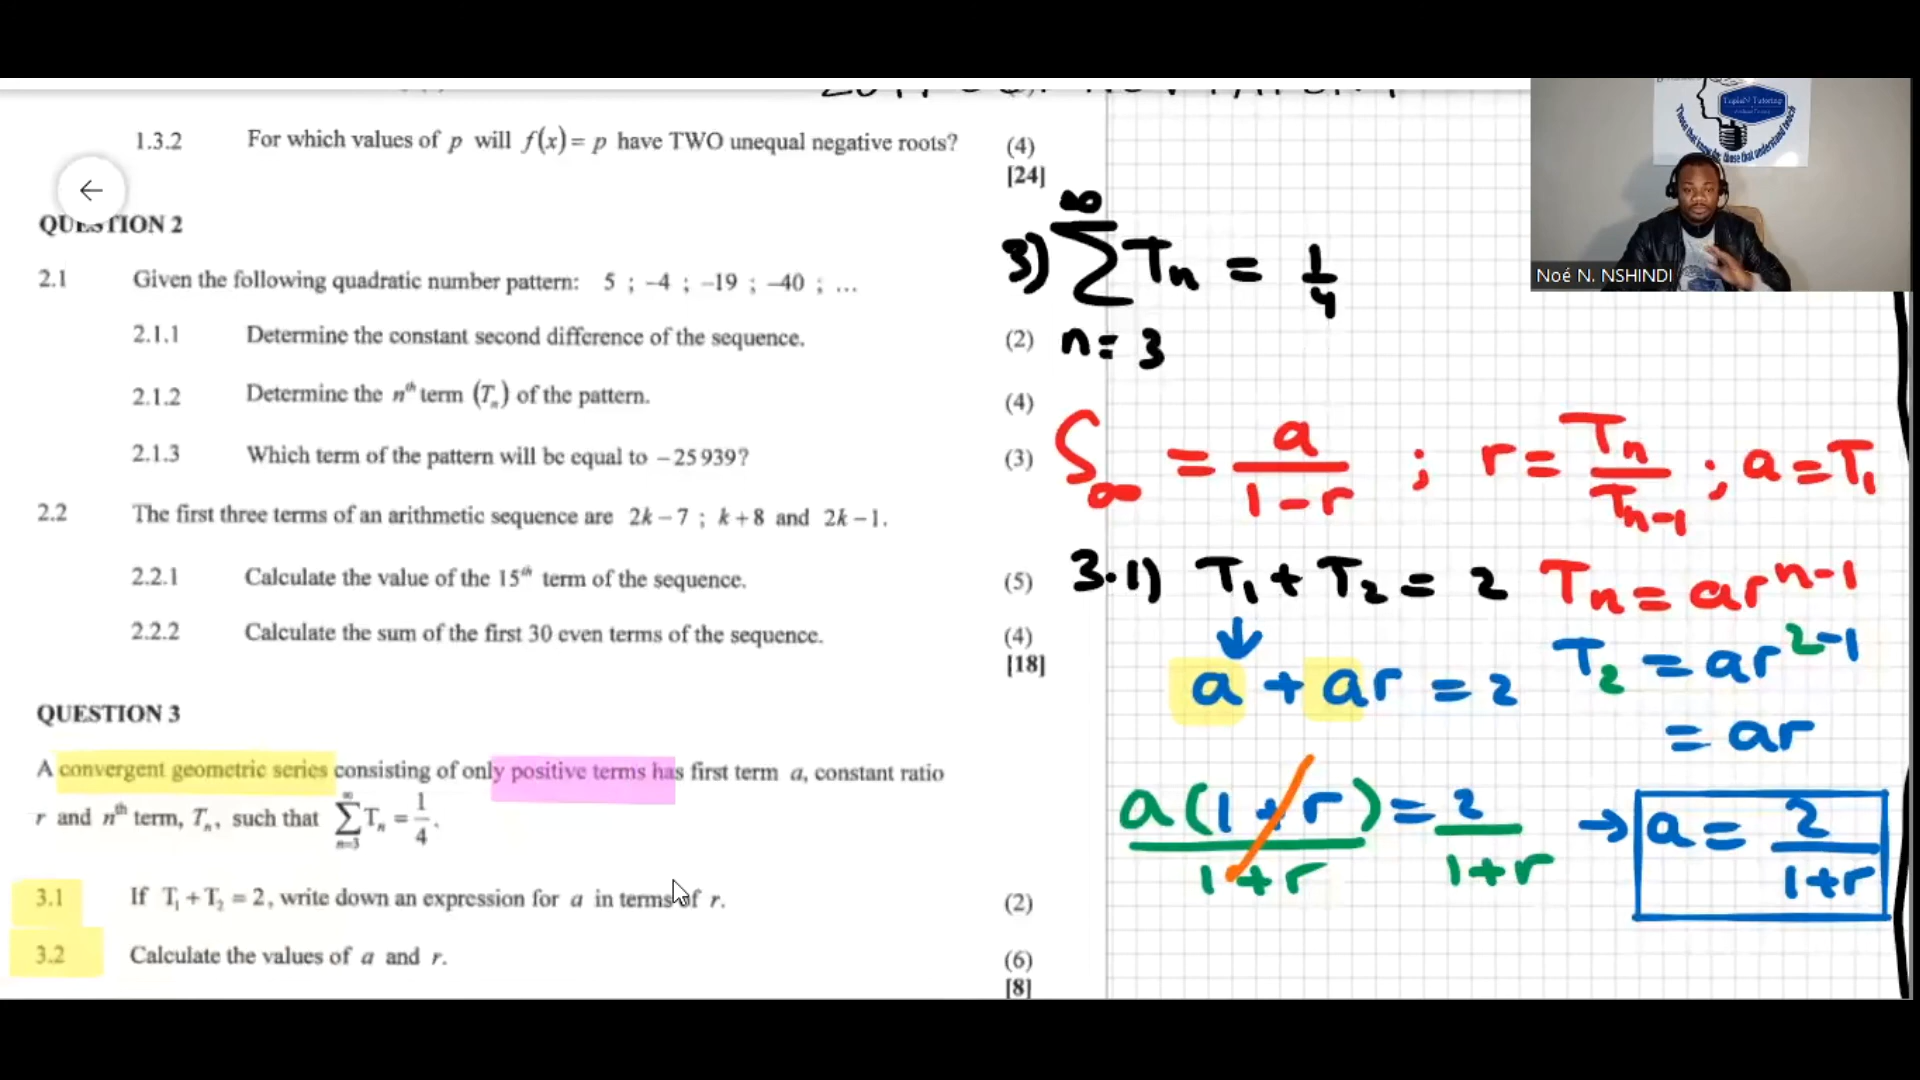 1.3.2 For which values of p will f(x) = p have TWO unequal negative roots? (4)
[24]
QUESTION 2
2.1 Given the following quadratic number pattern: 5 ; –4 ; –19 ; –40 ; ...
2.1.1 Determine the constant second difference of the sequence. (2)
2.1.2 Determine the nᵗʰ term (Tₙ) of the pattern. (4)
2.1.3 Which term of the pattern will be equal to –25 939? (3)
2.2 The first three terms of an arithmetic sequence are 2k – 7 ; k + 8 and 2k – 1.
2.2.1 Calculate the value of the 15ᵗʰ term of the sequence. (5)
2.2.2 Calculate the sum of the first 30 even terms of the sequence. (4)
[18]
QUESTION 3
A convergent geometric series consisting of only positive terms has first term a, constant ratio
r and nᵗʰ term, Tₙ, such that ∞ ∑ n=3 Tₙ = 1/4.
3.1 If T₁ + T₂ = 2, write down an expression for a in terms of r. (2)
3.2 Calculate the values of a and r. (6)
[8]
3) ∞ ∑ n=3 Tₙ = 1/4
S∞ = a/(1–r) ; r = Tₙ/Tₙ₋₁ ; a = T₁
3.1) T₁ + T₂ = 2 Tₙ = arⁿ⁻¹
a + ar = 2 T₂ = ar²⁻¹
= ar
a(1+r)/(1+r) = 2/(1+r) → a = 2/(1+r)
TopiaN Tutoring
Noé N. NSHINDI